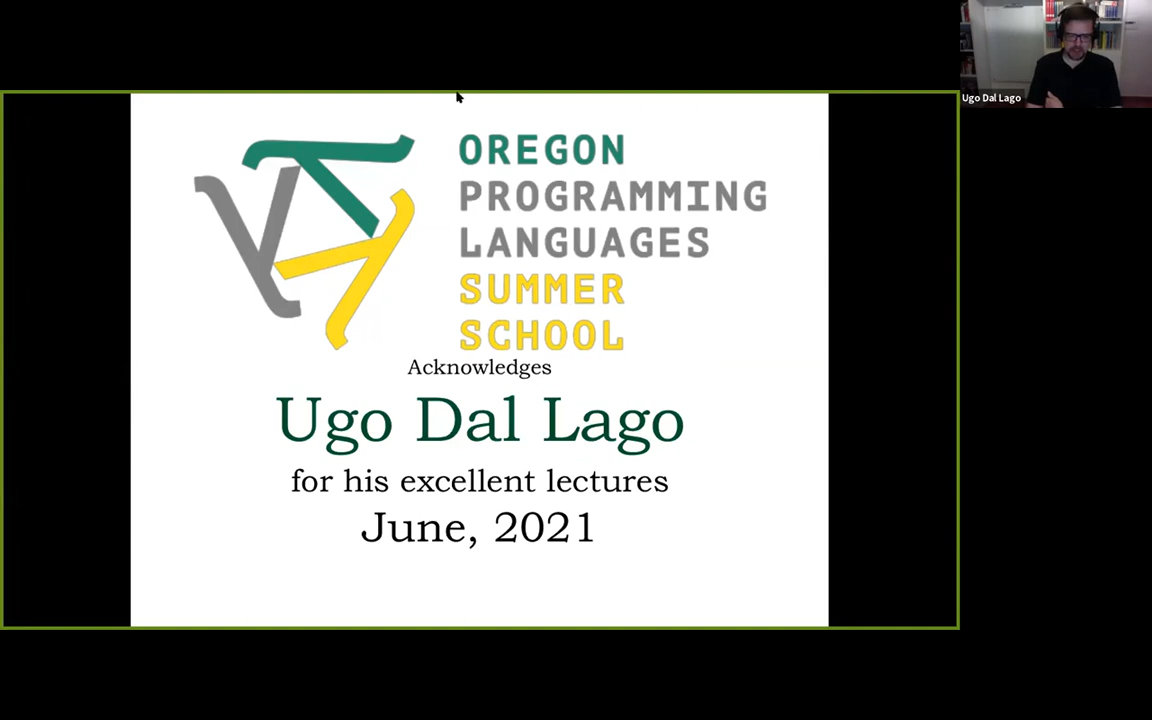 Ugo Dal Lago
OREGON
PROGRAMMING
LANGUAGES
SUMMER
SCHOOL
Acknowledges
Ugo Dal Lago
for his excellent lectures
June, 2021